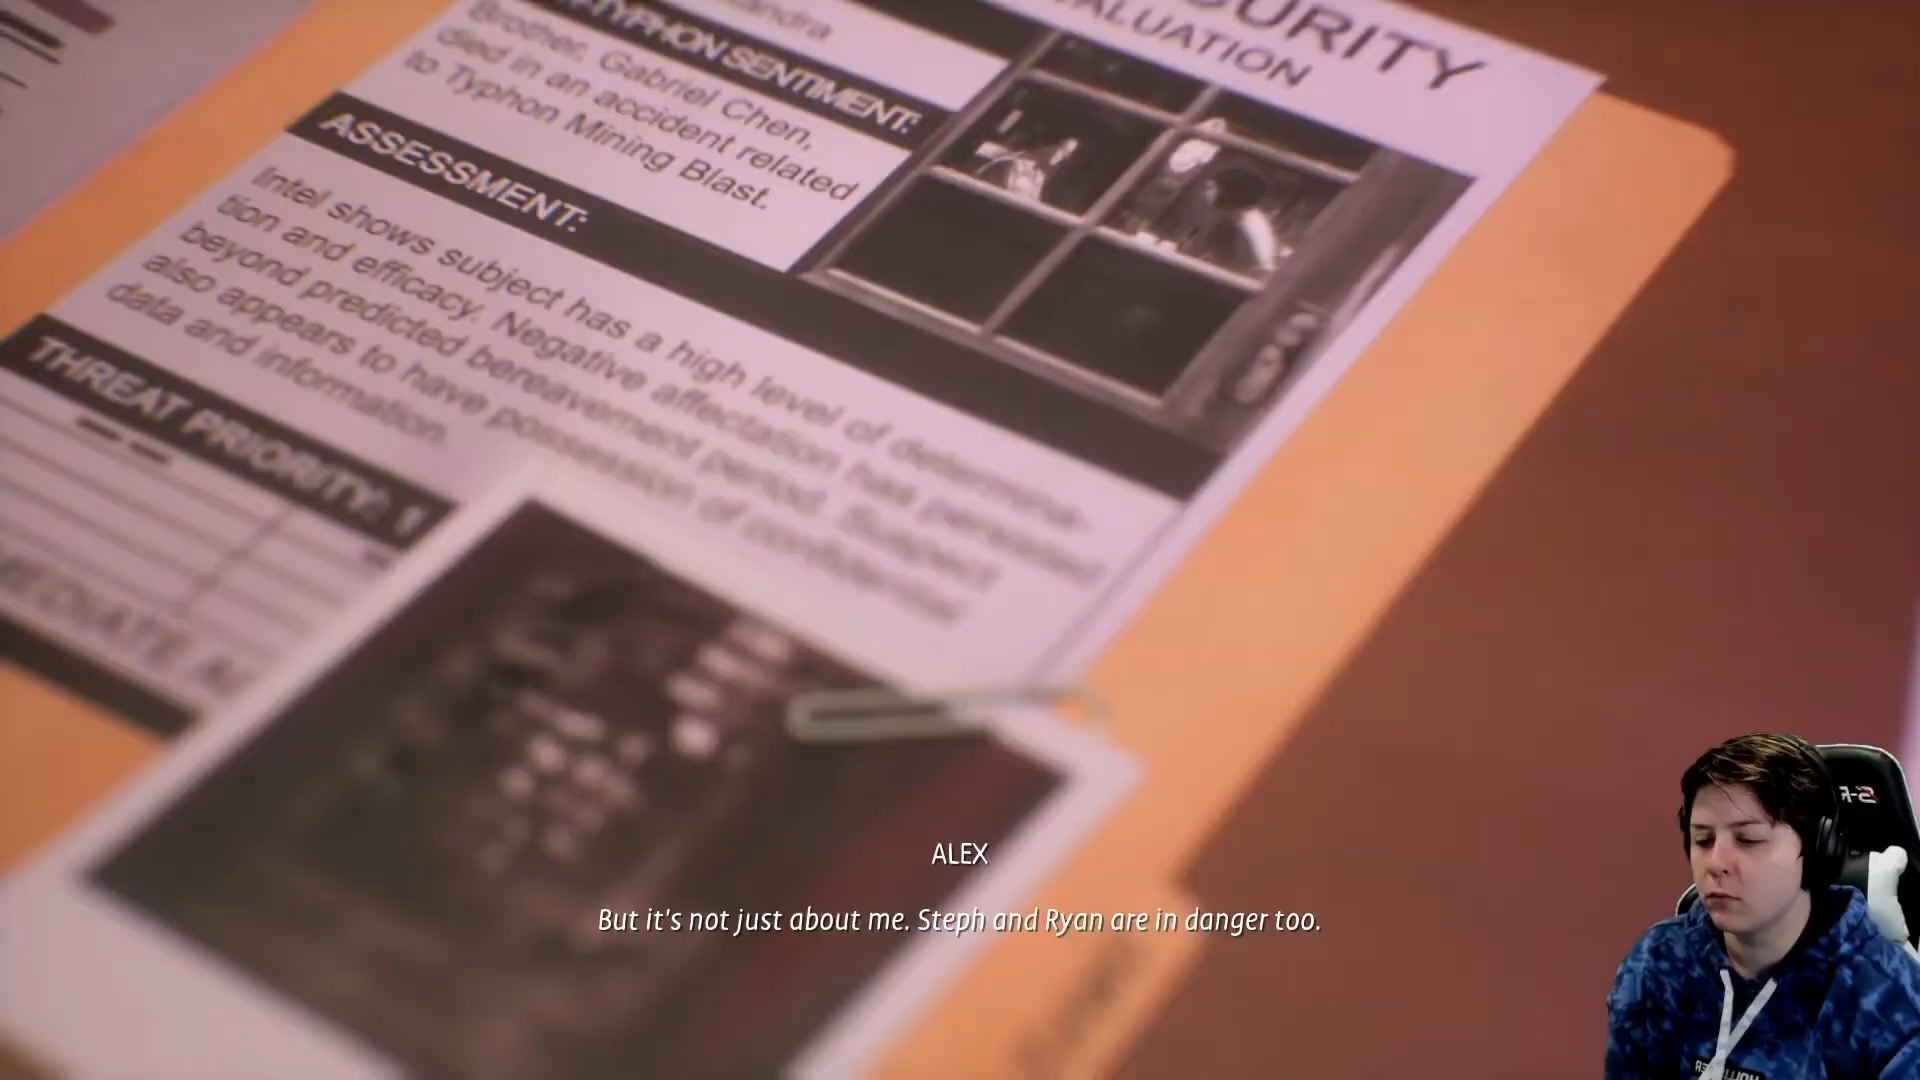 SECURITY
EVALUATION
TYPHON SENTIMENT:
Brother, Gabriel Chen,
died in an accident related
to Typhon Mining Blast.
ASSESSMENT:
Intel shows subject has a high level of determina-
tion and efficacy. Negative affectation has persisted
beyond predicted bereavement period. Suspect
also appears to have possession of confidential
data and information.
THREAT PRIORITY: 1
ALEX
But it's not just about me. Steph and Ryan are in danger too.